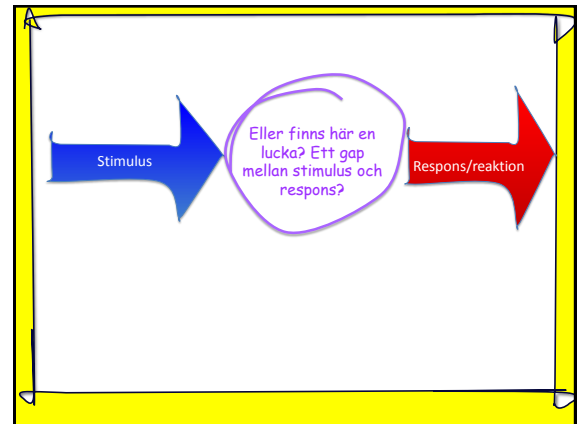 Stimulus
Eller finns här en
lucka? Ett gap
mellan stimulus och
respons?
Respons/reaktion